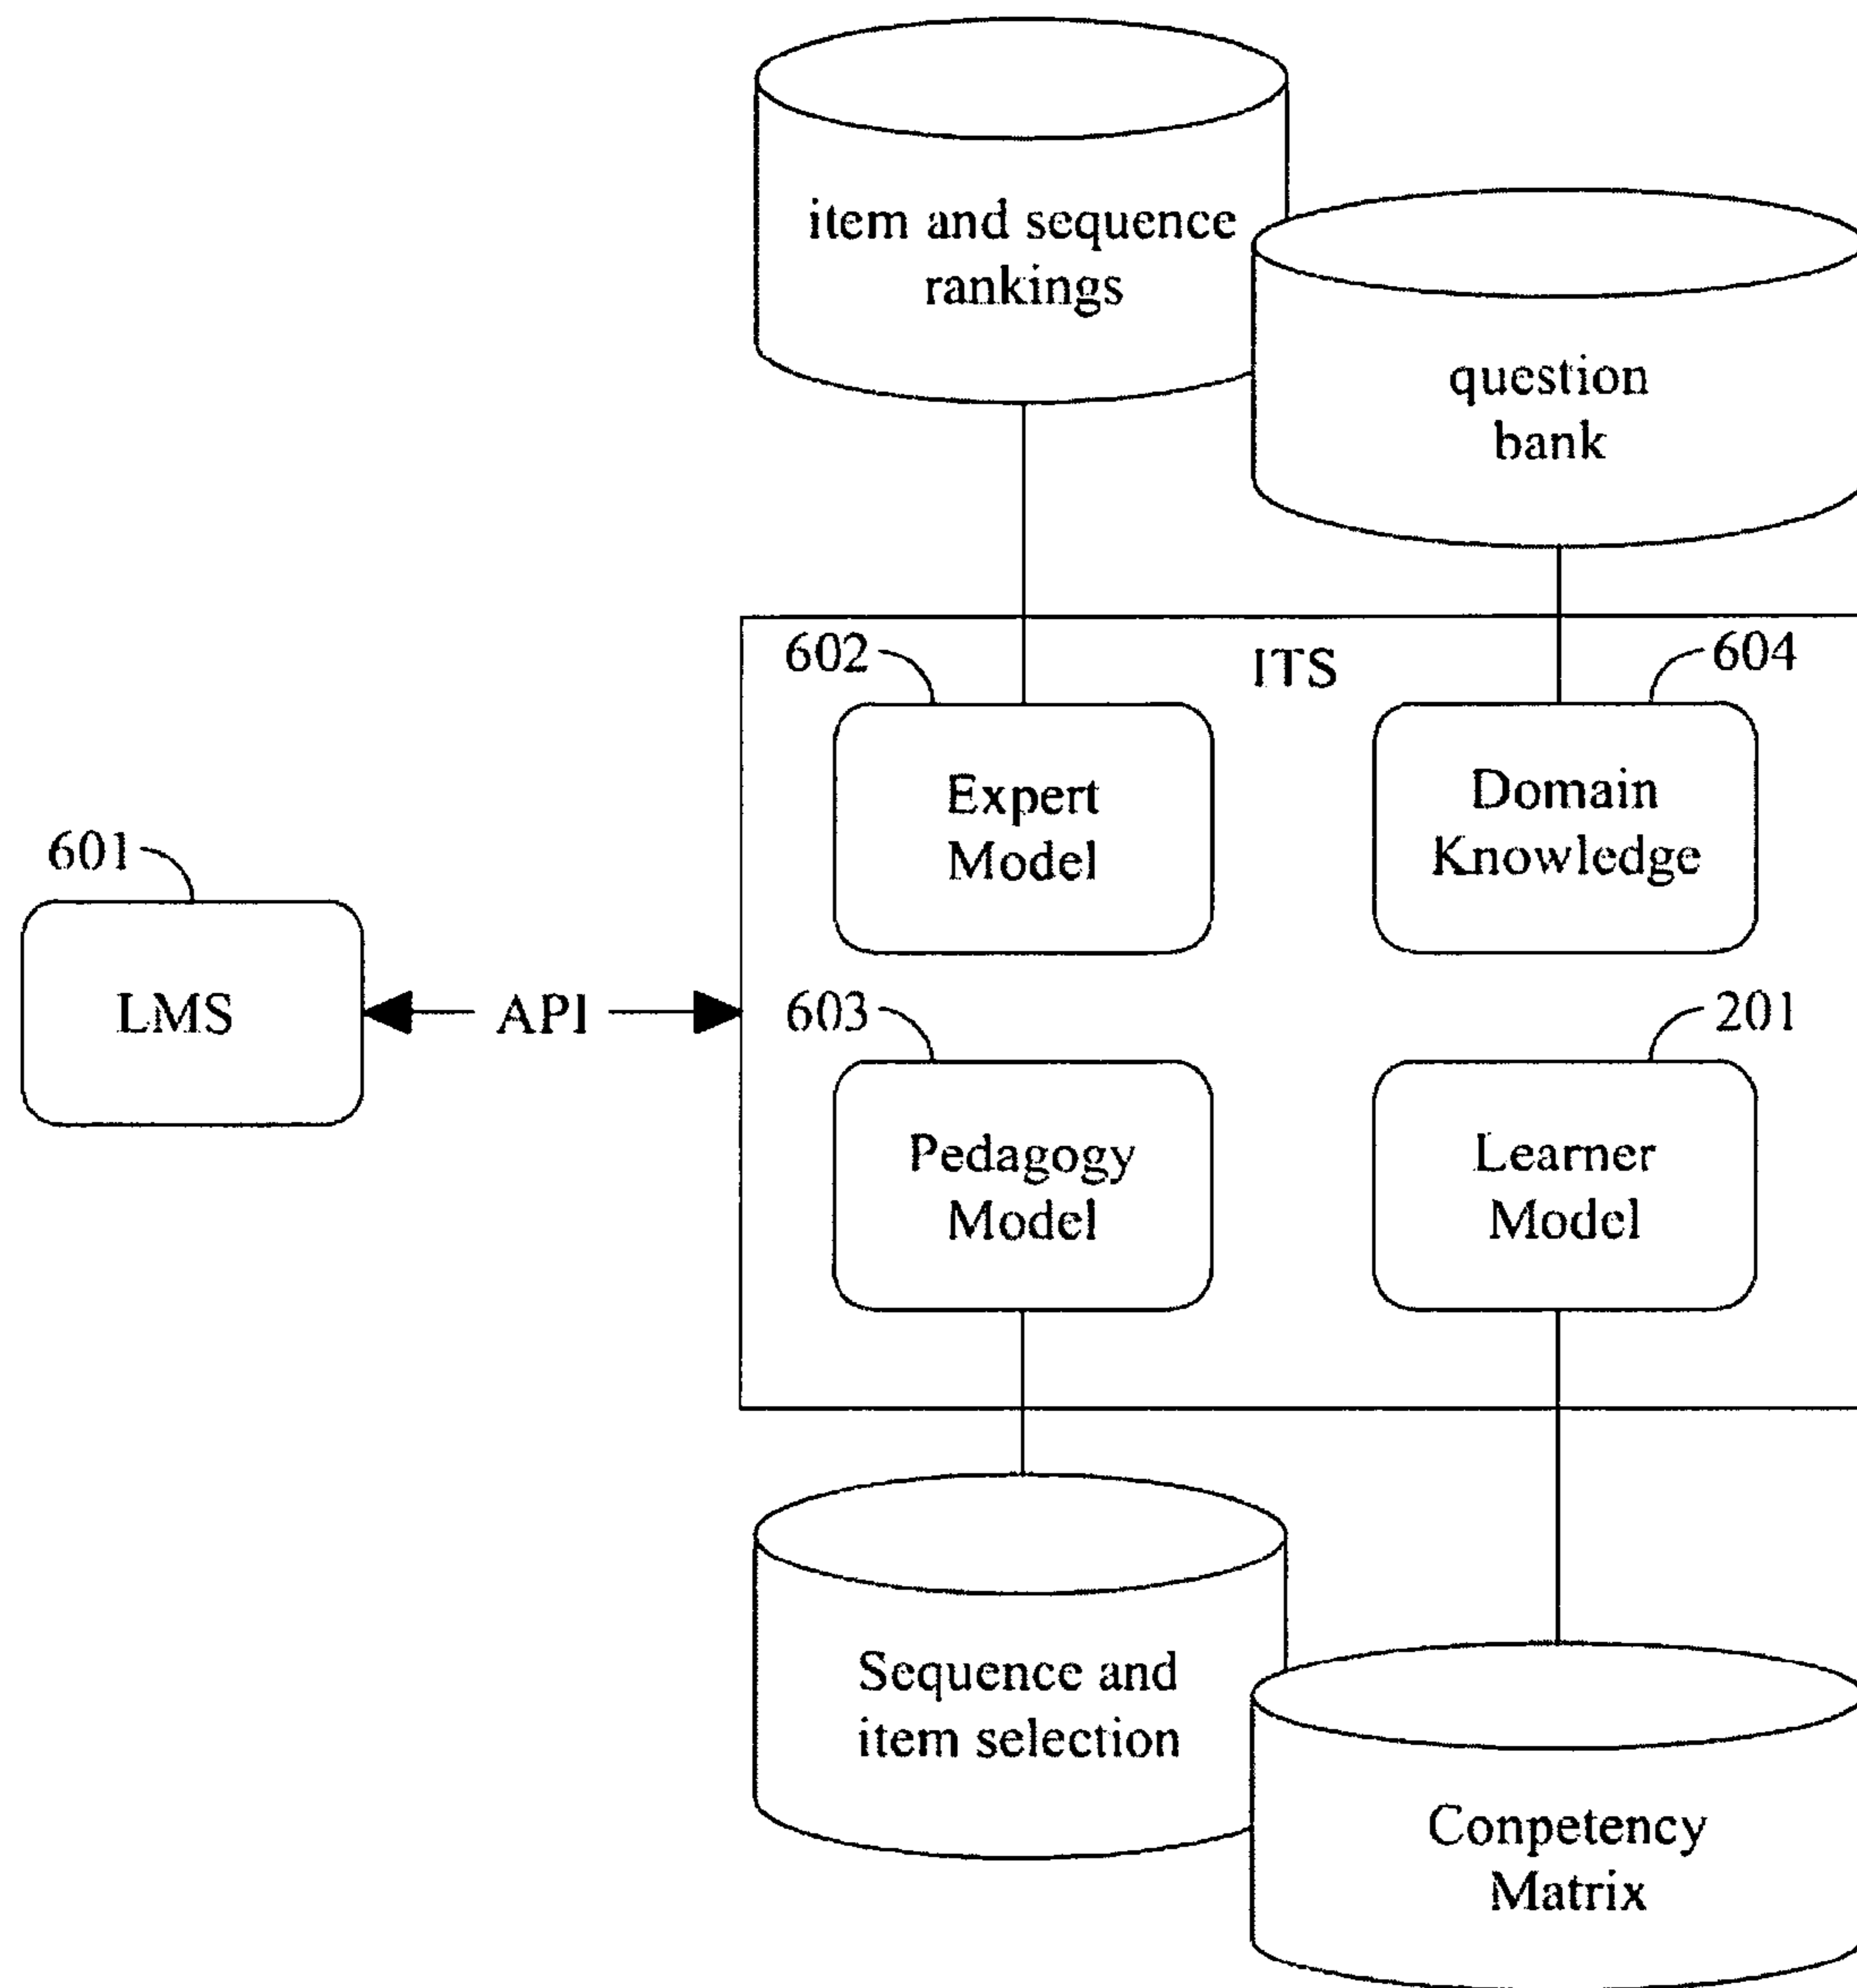 item and sequence
rankings
question
bank
602
ITS
604
Expert
Model
Domain
Knowledge
601
LMS
API
603
201
Pedagogy
Model
Learner
Model
Sequence and
item selection
Conpetency
Matrix